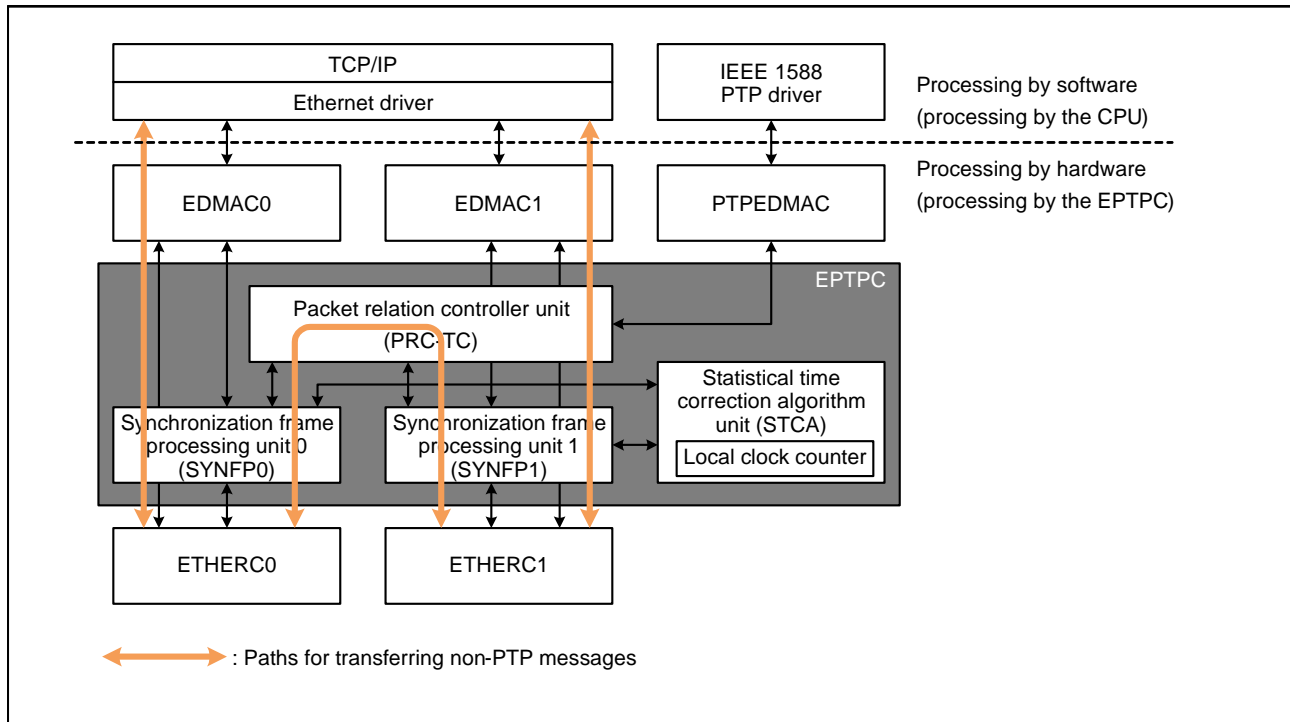 TCP/IP
Ethernet driver
IEEE 1588
PTP driver
Processing by software
(processing by the CPU)
Processing by hardware
(processing by the EPTPC)
EDMAC0
EDMAC1
PTPEDMAC
EPTPC
Packet relation controller unit
(PRC-TC)
Synchronization frame
processing unit 0
(SYNFP0)
Synchronization frame
processing unit 1
(SYNFP1)
Statistical time
correction algorithm
unit (STCA)
Local clock counter
ETHERC0
ETHERC1
: Paths for transferring non-PTP messages